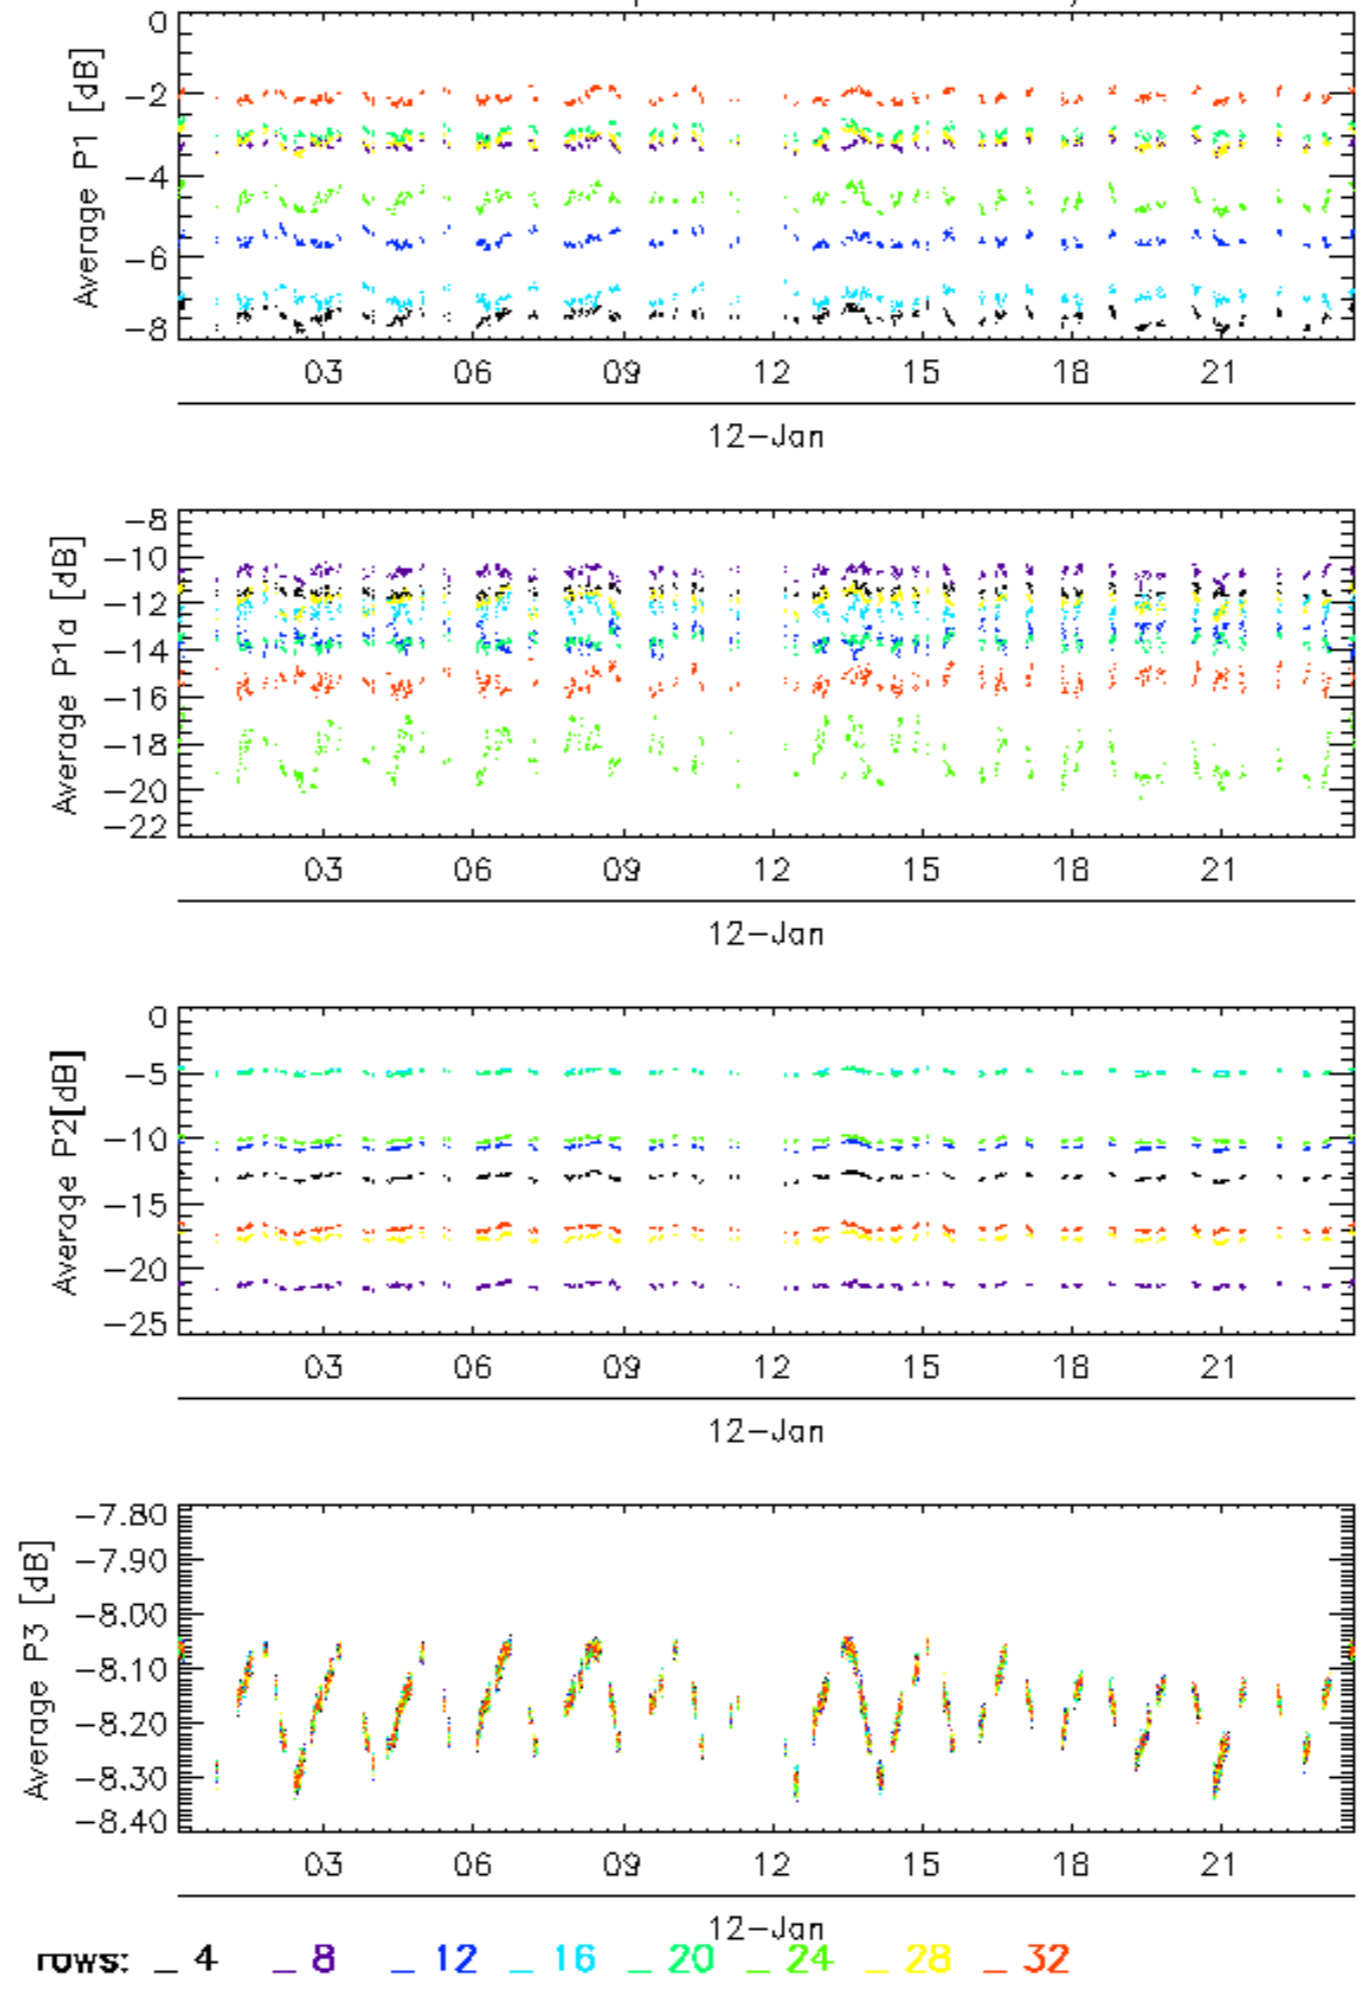 Average P1 [dB]
0
−2
−4
−6
−8
03 06 09 12 15 18 21
12−Jan
Average P1a [dB]
−8
−10
−12
−14
−16
−18
−20
−22
03 06 09 12 15 18 21
12−Jan
Average P2[dB]
0
−5
−10
−15
−20
−25
03 06 09 12 15 18 21
12−Jan
Average P3 [dB]
−7.80
−7.90
−8.00
−8.10
−8.20
−8.30
−8.40
03 06 09 12 15 18 21
12−Jan
rows: _ 4 _ 8 _ 12 _ 16 _ 20 _ 24 _ 28 _ 32